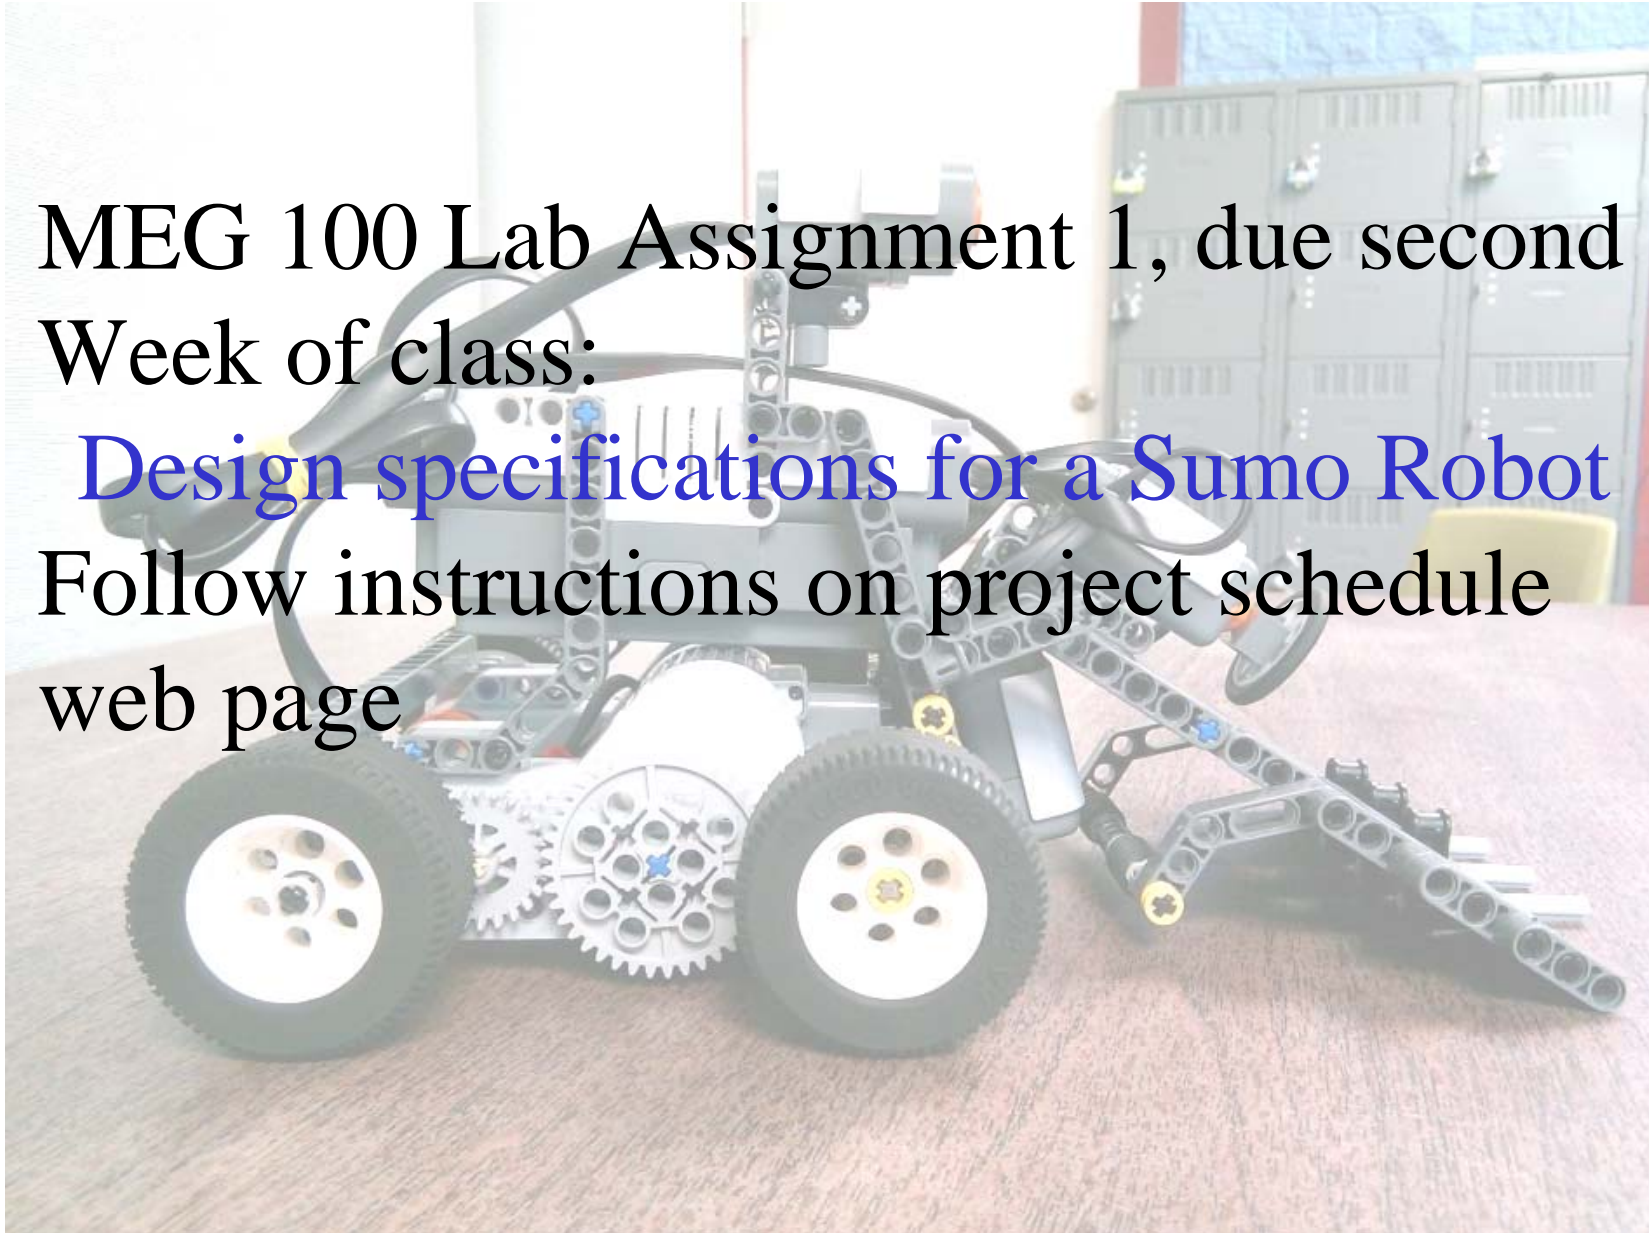 MEG 100 Lab Assignment 1, due second
Week of class:
Design specifications for a Sumo Robot
Follow instructions on project schedule
web page